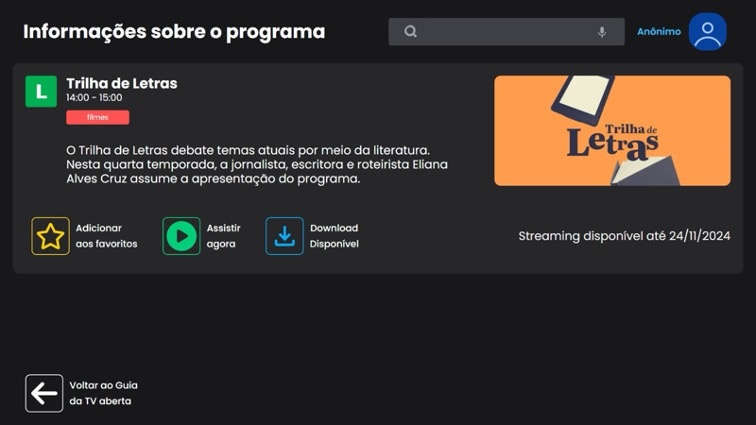 Informações sobre o programa
Anônimo
L
Trilha de Letras
14:00 - 15:00
filmes
O Trilha de Letras debate temas atuais por meio da literatura.
Nesta quarta temporada, a jornalista, escritora e roteirista Eliana
Alves Cruz assume a apresentação do programa.
Trilha de
Letras
Adicionar
aos favoritos
Assistir
agora
Download
Disponível
Streaming disponível até 24/11/2024
Voltar ao Guia
da TV aberta